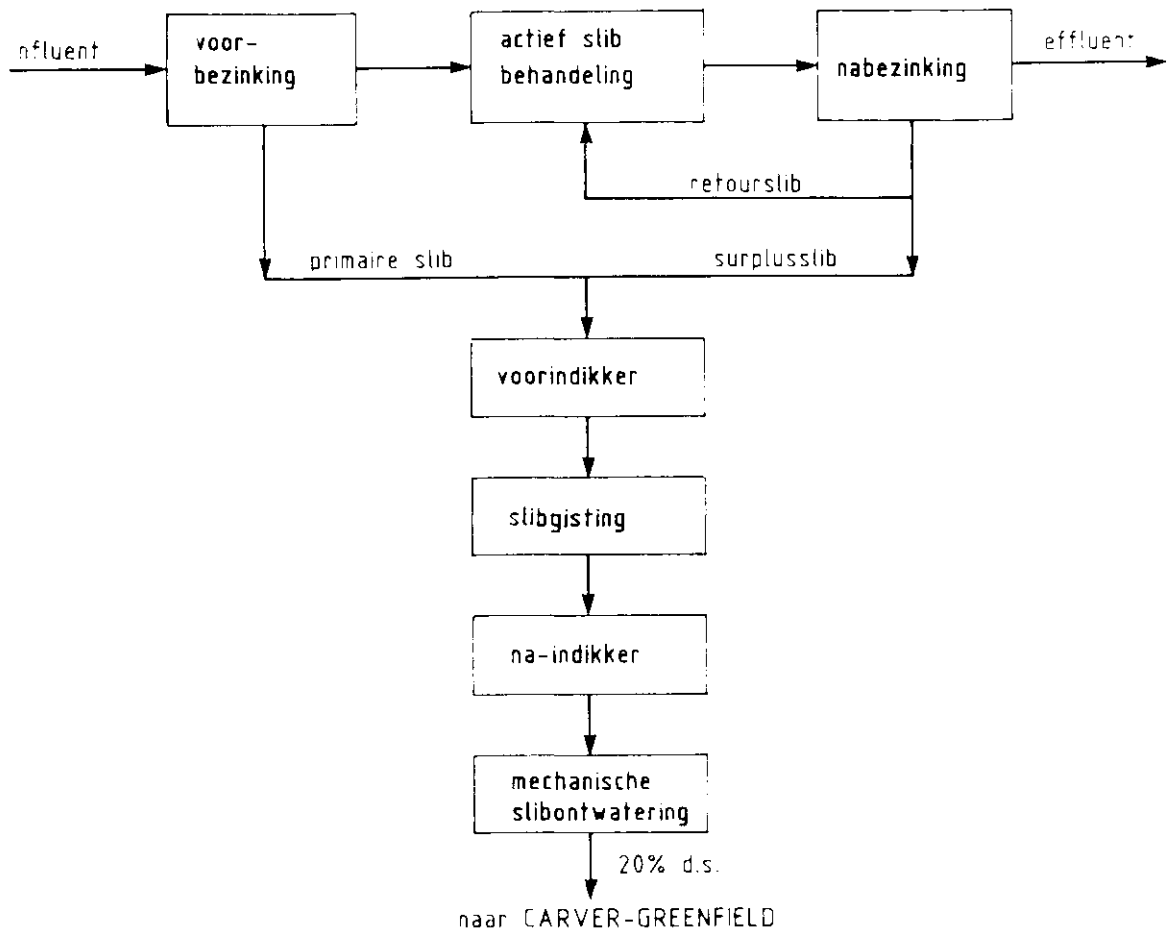 nfluent
voor-
bezinking
actief slib
behandeling
nabezinking
effluent
retourslib
primaire slib
surplusslib
voorindikker
slibgisting
na-indikker
mechanische
slibontwatering
20% d.s.
naar CARVER-GREENFIELD